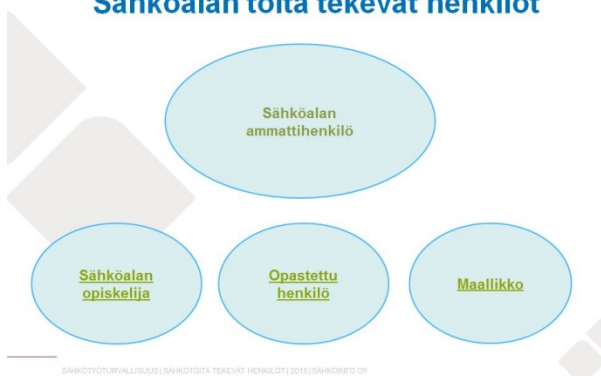 Sähköalan töitä tekevät henkilöt
Sähköalan
ammattihenkilö
Sähköalan
opiskelija
Opastettu
henkilö
Maallikko
SÄHKÖTYÖTURVALLISUUS | SÄHKÖTÖITÄ TEKEVÄT HENKILÖT | 2015 | SÄHKÖINFO OY